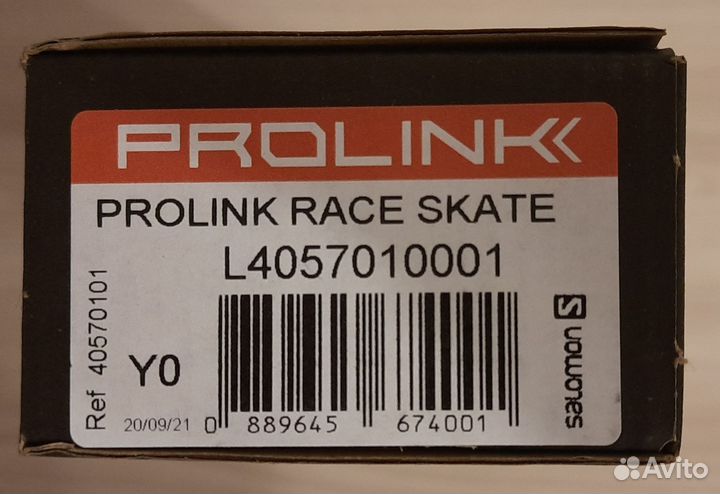 PROLINK
PROLINK RACE SKATE
L4057010001
Ref 40570101
Y0
20/09/21
0 889645 674001
salomon S
Avito